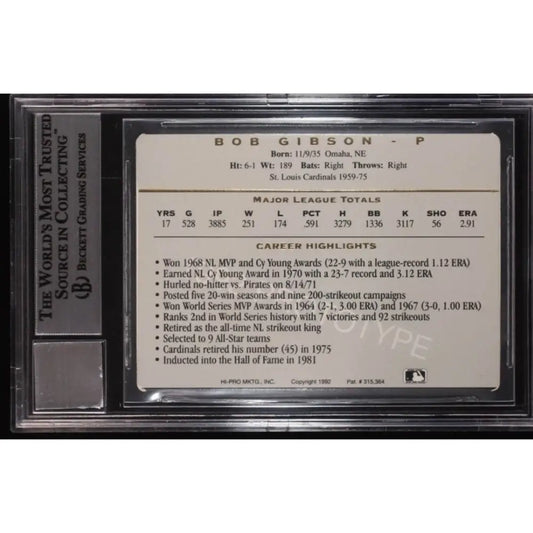 THE WORLD'S MOST TRUSTED
SOURCE IN COLLECTING™
BECKETT GRADING SERVICES
B
BOB GIBSON - P
Born: 11/9/35 Omaha, NE
Ht: 6-1 Wt: 189 Bats: Right Throws: Right
St. Louis Cardinals 1959-75
MAJOR LEAGUE TOTALS
YRS G IP W L PCT H BB K SHO ERA
17 528 3885 251 174 .591 3279 1336 3117 56 2.91
CAREER HIGHLIGHTS
• Won 1968 NL MVP and Cy Young Awards (22-9 with a league-record 1.12 ERA)
• Earned NL Cy Young Award in 1970 with a 23-7 record and 3.12 ERA
• Hurled no-hitter vs. Pirates on 8/14/71
• Posted five 20-win seasons and nine 200-strikeout campaigns
• Won World Series MVP Awards in 1964 (2-1, 3.00 ERA) and 1967 (3-0, 1.00 ERA)
• Ranks 2nd in World Series history with 7 victories and 92 strikeouts
• Retired as the all-time NL strikeout king
• Selected to 9 All-Star teams
• Cardinals retired his number (45) in 1975
• Inducted into the Hall of Fame in 1981
PROTOTYPE
HI-PRO MKTG., INC. Copyright 1992 Pat. # 315,364